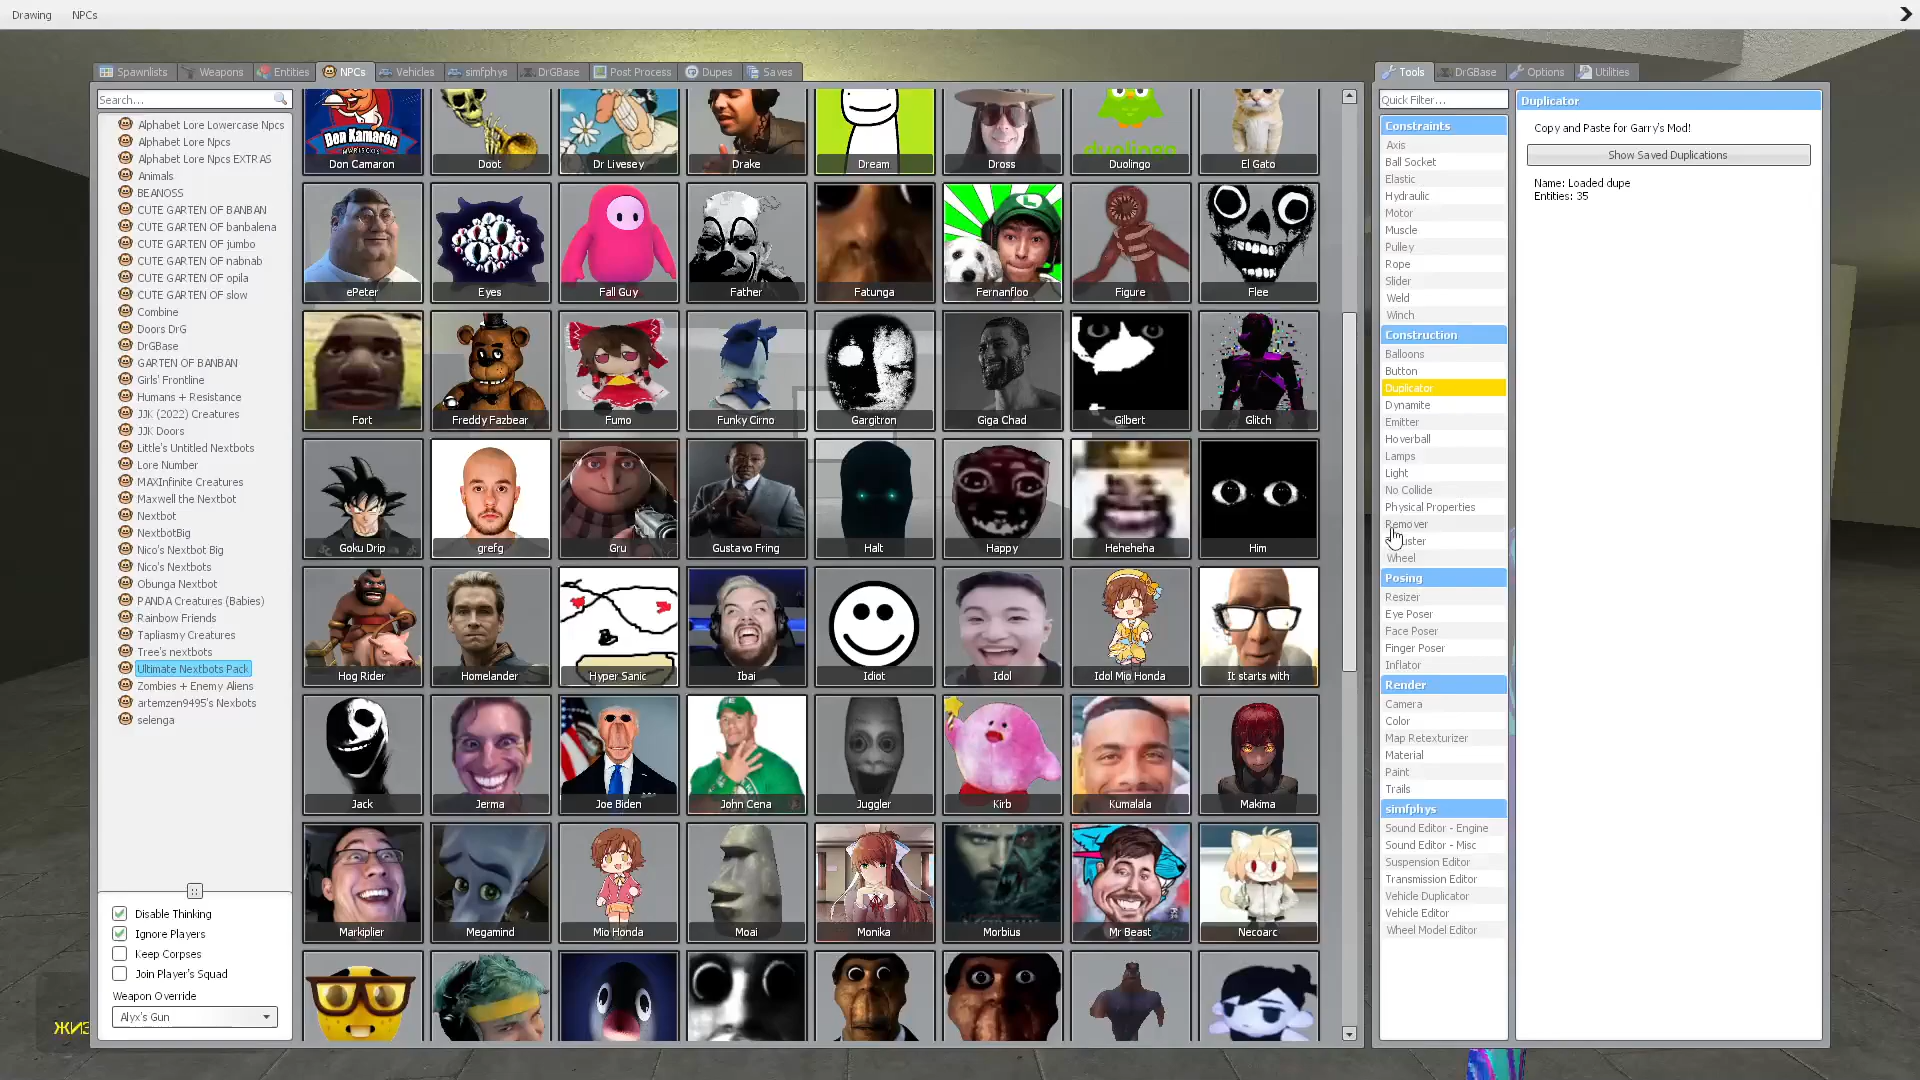 Drawing NPCs
Spawnlists Weapons Entities NPCs Vehicles simfphys DrGBase Post Process Dupes Saves
Tools DrGBase Options Utilities
Search...
Alphabet Lore Lowercase Npcs
Alphabet Lore Npcs
Alphabet Lore Npcs EXTRAS
Animals
BEANOSS
CUTE GARTEN OF BANBAN
CUTE GARTEN OF banbalena
CUTE GARTEN OF jumbo
CUTE GARTEN OF nabnab
CUTE GARTEN OF opila
CUTE GARTEN OF slow
Combine
Doors DrG
DrGBase
GARTEN OF BANBAN
Girls' Frontline
Humans + Resistance
JJK (2022) Creatures
JJK Doors
Little's Untitled Nextbots
Lore Number
MAXInfinite Creatures
Maxwell the Nextbot
Nextbot
NextbotBig
Nico's Nextbot Big
Nico's Nextbots
Obunga Nextbot
PANDA Creatures (Babies)
Rainbow Friends
Tapliasmy Creatures
Tree's nextbots
Ultimate Nextbots Pack
Zombies + Enemy Aliens
artemzen9495's Nextbots
selenga
Disable Thinking
Ignore Players
Keep Corpses
Join Player's Squad
Weapon Override
Alyx's Gun
ЖИЗ
Don Kamarón
duolingo
Don Camaron Doot Dr Livesey Drake Dream Dross Duolingo El Gato
L
ePeter Eyes Fall Guy Father Fatunga Fernanfloo Figure Flee
Fort Freddy Fazbear Fumo Funky Cirno Gargitron Giga Chad Gilbert Glitch
Goku Drip grefg Gru Gustavo Fring Halt Happy Heheheha Him
Hog Rider Homelander Hyper Sanic Ibai Idiot Idol Idol Mio Honda It starts with
Jack Jerma Joe Biden John Cena Juggler Kirb Kumalala Makima
Markiplier Megamind Mio Honda Moai Monika Morbius Mr Beast Necoarc
Quick Filter...
Constraints
Axis
Ball Socket
Elastic
Hydraulic
Motor
Muscle
Pulley
Rope
Slider
Weld
Winch
Construction
Balloons
Button
Duplicator
Dynamite
Emitter
Hoverball
Lamps
Light
No Collide
Physical Properties
Remover
uster
Wheel
Posing
Resizer
Eye Poser
Face Poser
Finger Poser
Inflator
Render
Camera
Color
Map Retexturizer
Material
Paint
Trails
simfphys
Sound Editor - Engine
Sound Editor - Misc
Suspension Editor
Transmission Editor
Vehicle Duplicator
Vehicle Editor
Wheel Model Editor
Duplicator
Copy and Paste for Garry's Mod!
Show Saved Duplications
Name: Loaded dupe
Entities: 35